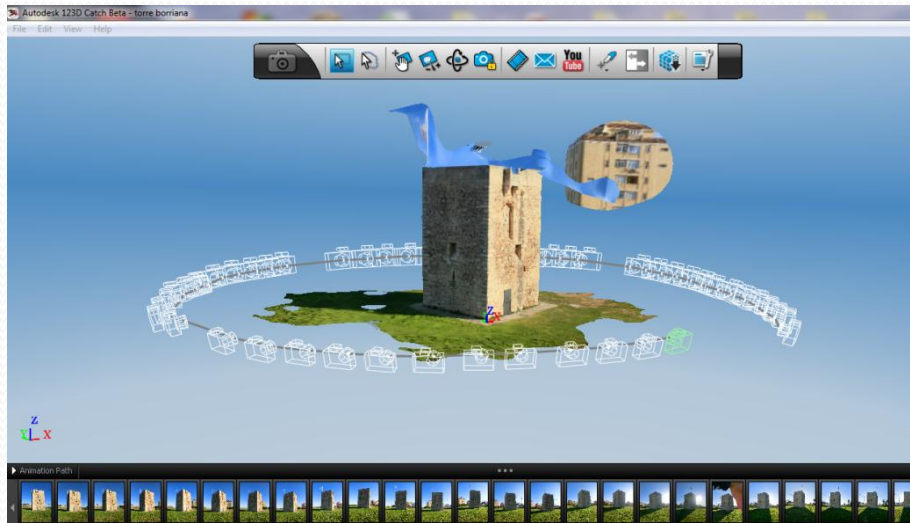 Autodesk 123D Catch Beta - torre borriana
File Edit View Help
You
Tube
Z
X
Z
Y X
Animation Path